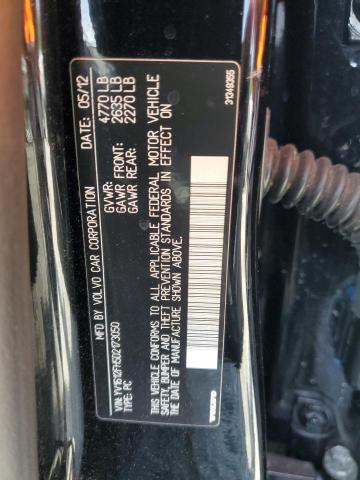 MFD. BY VOLVO CAR CORPORATION DATE: 05/12
GVWR: 4770 LB
GAWR FRONT: 2635 LB
GAWR REAR: 2270 LB
VIN: YV1612FH5D2173050
TYPE: PC
THIS VEHICLE CONFORMS TO ALL APPLICABLE FEDERAL MOTOR VEHICLE
SAFETY, BUMPER AND THEFT PREVENTION STANDARDS IN EFFECT ON
THE DATE OF MANUFACTURE SHOWN ABOVE.
VOLVO
31349355